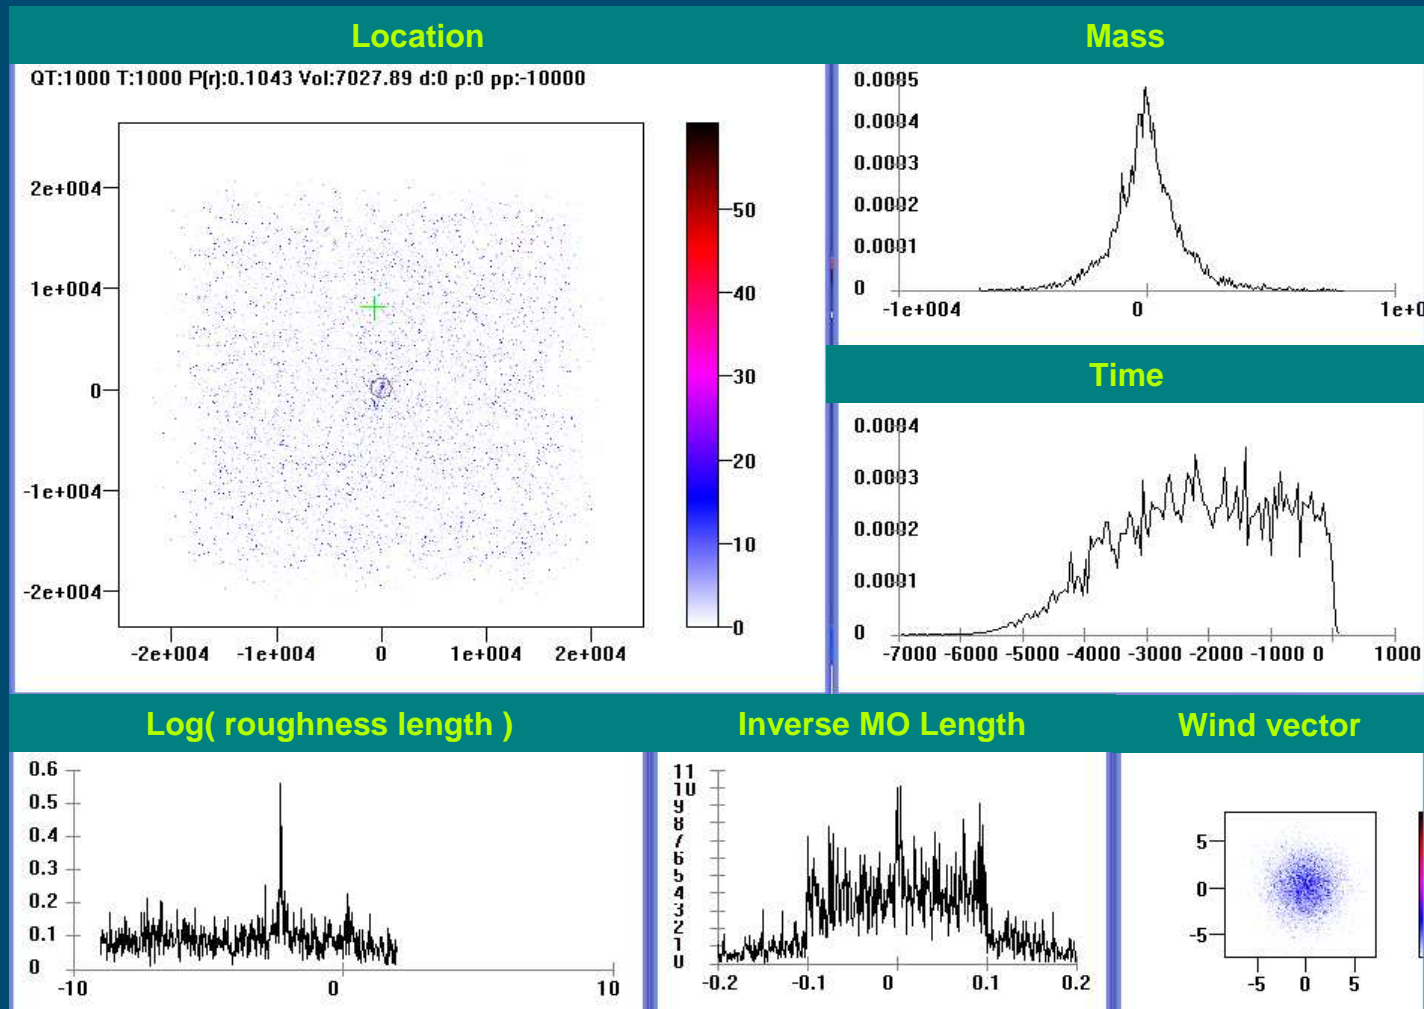 Location
QT:1000 T:1000 P(r):0.1043 Vol:7027.89 d:0 p:0 pp:-10000
2e+004
1e+004
0
-1e+004
-2e+004
-2e+004 -1e+004 0 1e+004 2e+004
50
40
30
20
10
0
Mass
0.0005
0.0004
0.0003
0.0002
0.0001
0
-1e+004 0 1e+0
Time
0.0004
0.0003
0.0002
0.0001
0
-7000 -6000 -5000 -4000 -3000 -2000 -1000 0 1000
Log( roughness length )
0.6
0.5
0.4
0.3
0.2
0.1
0
-10 0 10
Inverse MO Length
11
10
9
8
7
6
5
4
3
2
1
0
-0.2 -0.1 0 0.1 0.2
Wind vector
5
0
-5
-5 0 5